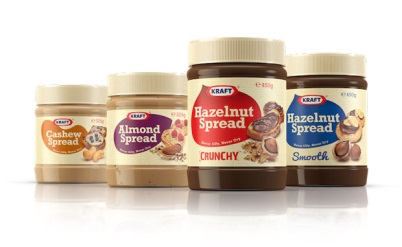 KRAFT
Cashew
Spread
KRAFT
Almond
Spread
KRAFT
Hazelnut
Spread
CRUNCHY
KRAFT
Hazelnut
Spread
Smooth